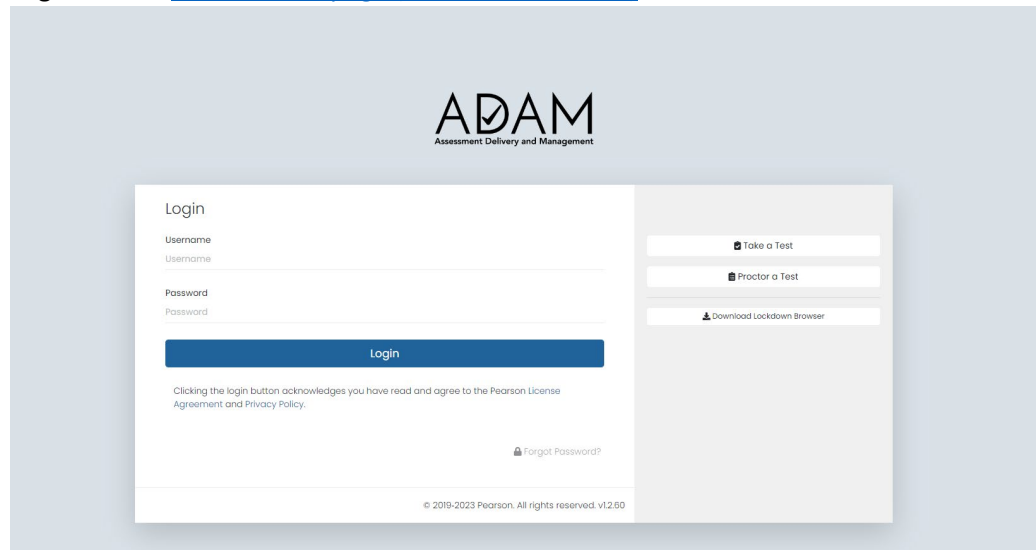 ADAM
Assessment Delivery and Management
Login
Username
Username
Password
Password
Login
Clicking the login button acknowledges you have read and agree to the Pearson License
Agreement and Privacy Policy.
Forgot Password?
© 2019-2023 Pearson. All rights reserved. v1.2.60
Take a Test
Proctor a Test
Download Lockdown Browser